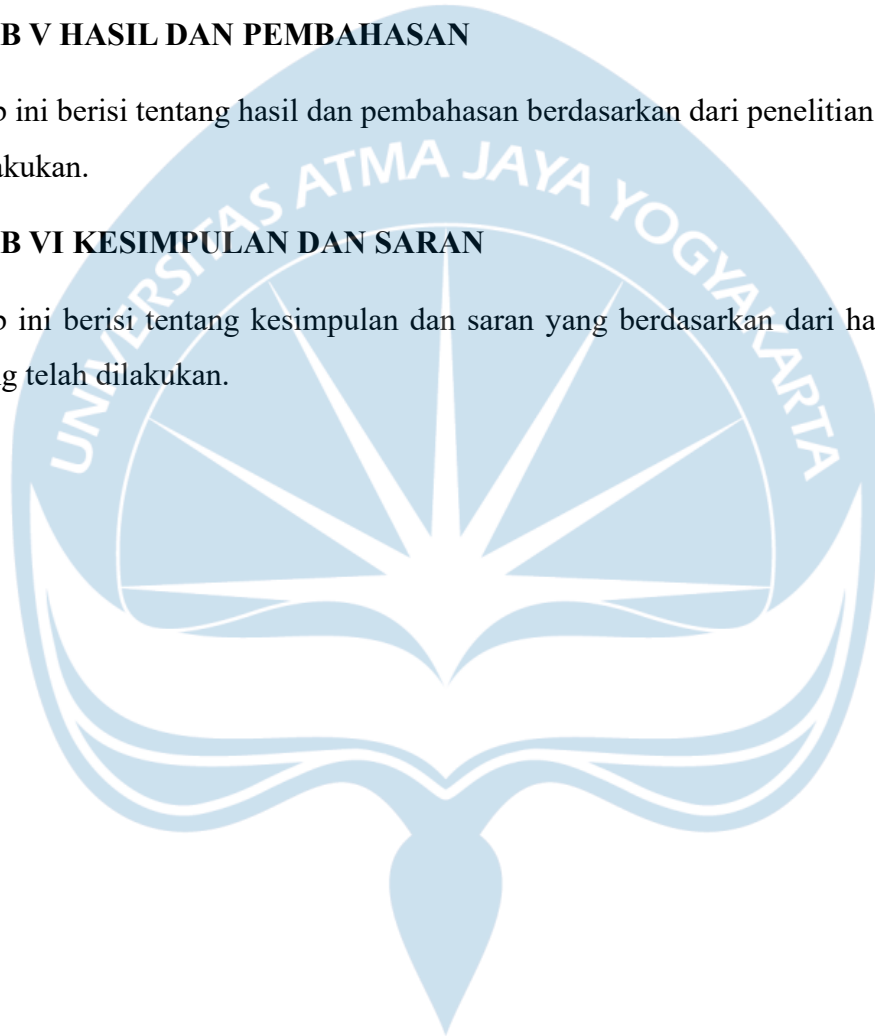 B V HASIL DAN PEMBAHASAN
ini berisi tentang hasil dan pembahasan berdasarkan dari penelitian
akukan.
UNIVERSITAS ATMA JAYA YOGYAKARTA
B VI KESIMPULAN DAN SARAN
ini berisi tentang kesimpulan dan saran yang berdasarkan dari ha
g telah dilakukan.